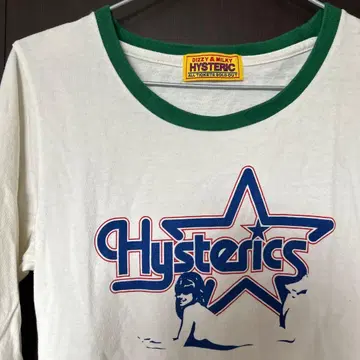 DIZZY & MILKY
HYSTERIC
ALL TICKETS SOLD OUT
Hysterics